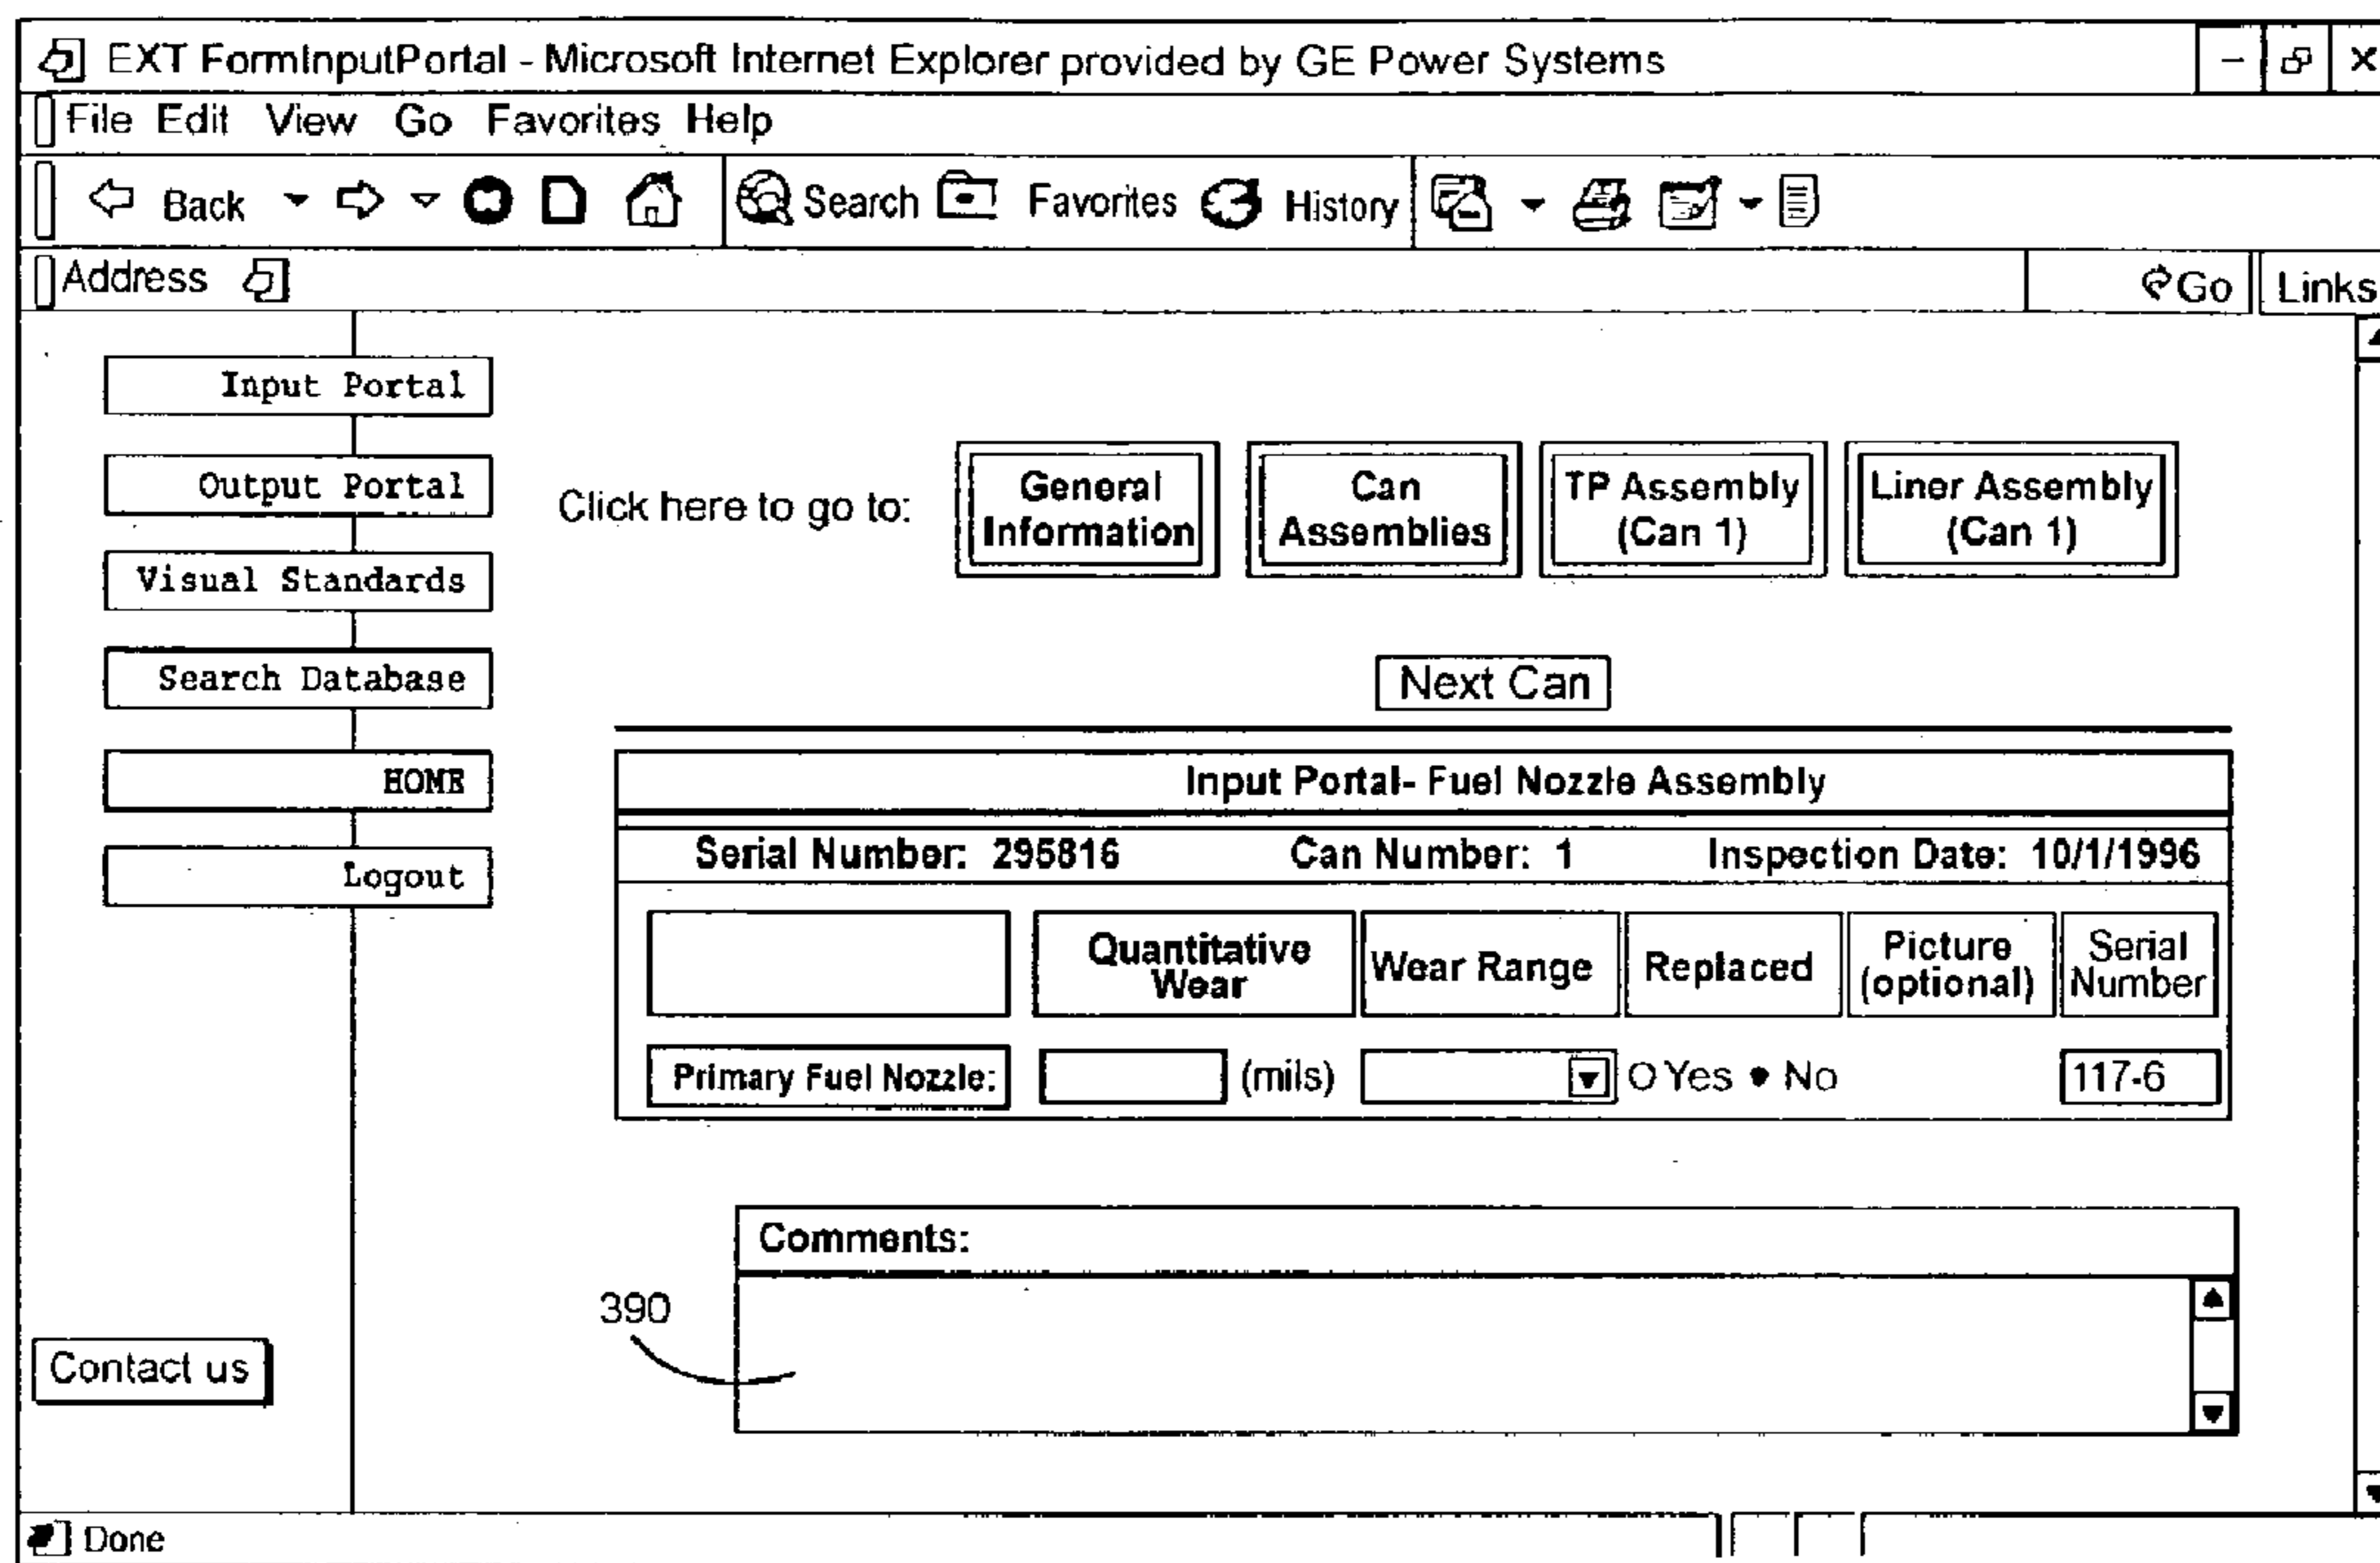 EXT FormInputPortal - Microsoft Internet Explorer provided by GE Power Systems
File Edit View Go Favorites Help
Back Search Favorites History
Address Go Links
Input Portal
Output Portal
Visual Standards
Search Database
HOME
Logout
Contact us
Click here to go to:
General
Information
Can
Assemblies
TP Assembly
(Can 1)
Liner Assembly
(Can 1)
Next Can
Input Portal- Fuel Nozzle Assembly
Serial Number: 295816 Can Number: 1 Inspection Date: 10/1/1996
Quantitative
Wear
Wear Range
Replaced
Picture
(optional)
Serial
Number
Primary Fuel Nozzle: (mils) Yes No 117-6
Comments:
390
Done